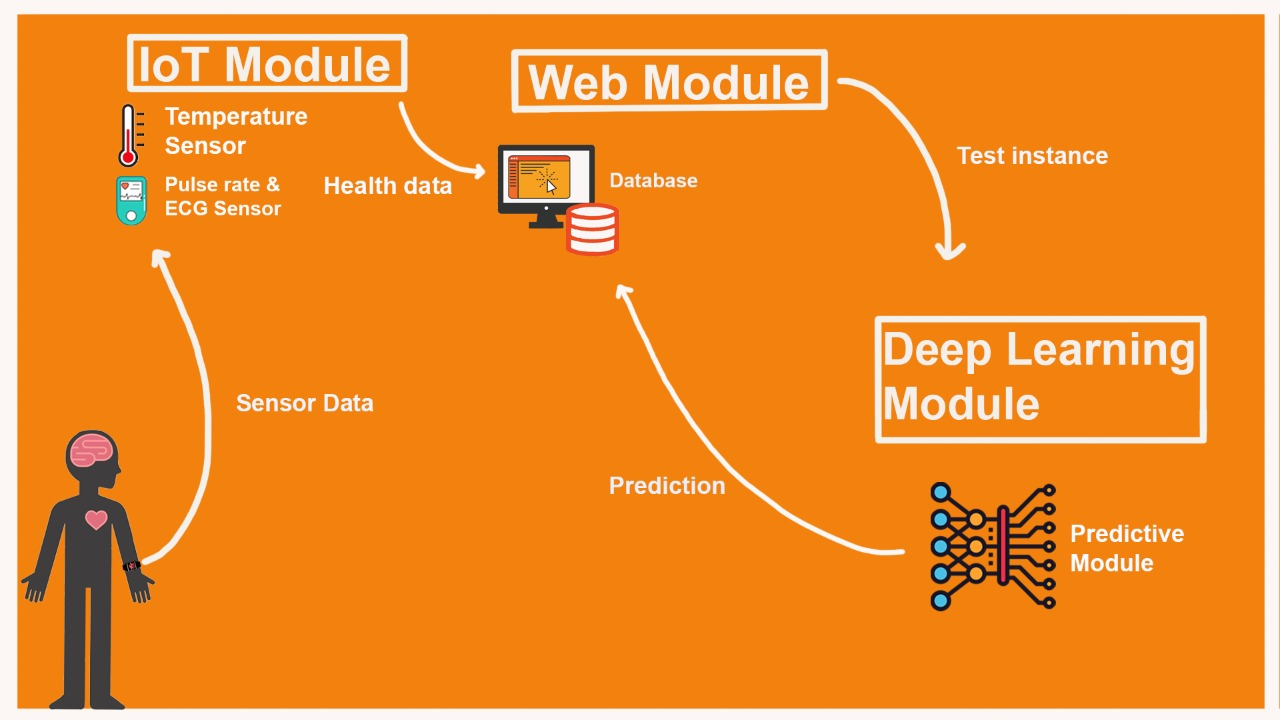 IoT Module
Temperature
Sensor
Pulse rate &
ECG Sensor
Health data
Web Module
Database
Test instance
Deep Learning
Module
Sensor Data
Prediction
Predictive
Module